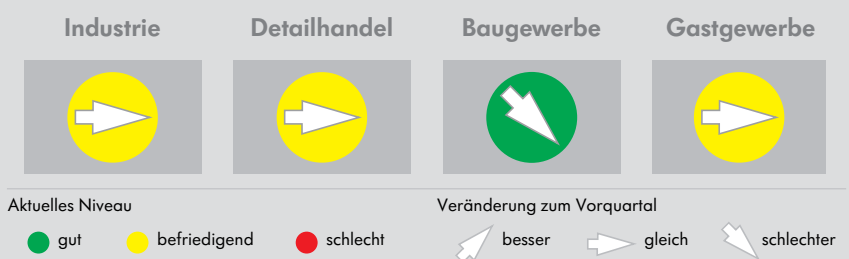 Industrie Detailhandel Baugewerbe Gastgewerbe
Aktuelles Niveau Veränderung zum Vorquartal
gut befriedigend schlecht besser gleich schlechter